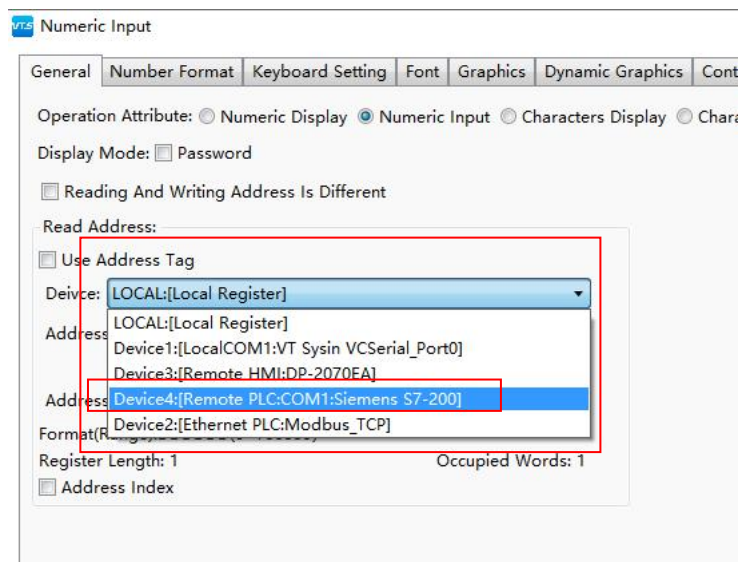 VTS Numeric Input
General Number Format Keyboard Setting Font Graphics Dynamic Graphics Cont
Operation Attribute: Numeric Display Numeric Input Characters Display Chara
Display Mode: Password
Reading And Writing Address Is Different
Read Address:
Use Address Tag
Deivce: LOCAL:[Local Register]
LOCAL:[Local Register]
Address
Device1:[LocalCOM1:VT Sysin VCSerial_Port0]
Device3:[Remote HMI:DP-2070EA]
Address Device4:[Remote PLC:COM1:Siemens S7-200]
Device2:[Ethernet PLC:Modbus_TCP]
Register Length: 1 Occupied Words: 1
Address Index